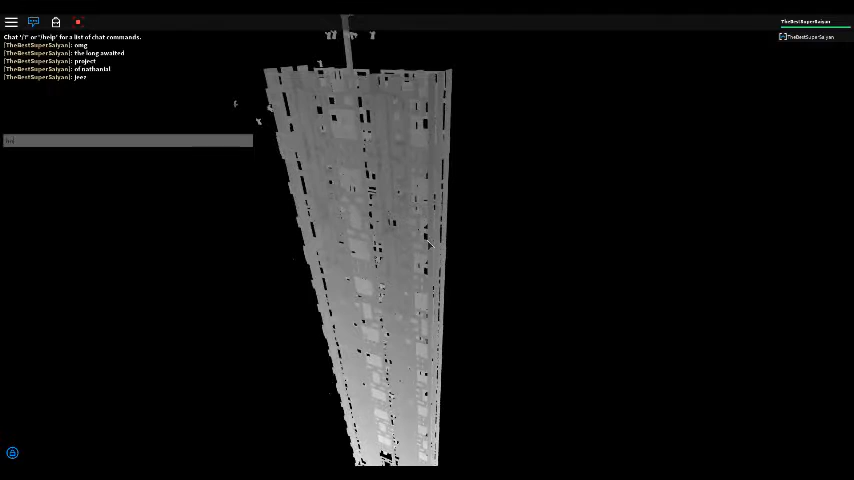 Chat '/?' or '/help' for a list of chat commands.
[TheBestSuperSaiyan]: omg
[TheBestSuperSaiyan]: the long awaited
[TheBestSuperSaiyan]: project
[TheBestSuperSaiyan]: of nathanial
[TheBestSuperSaiyan]: jeez
TheBestSuperSaiyan
TheBestSuperSaiyan